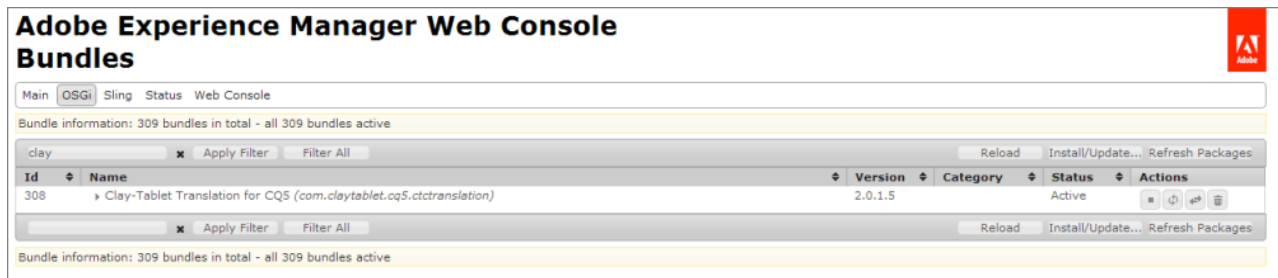 Adobe Experience Manager Web Console
Bundles
Adobe
Main OSGi Sling Status Web Console
Bundle information: 309 bundles in total - all 309 bundles active
clay Apply Filter Filter All Reload Install/Update... Refresh Packages
Id Name Version Category Status Actions
308 Clay-Tablet Translation for CQ5 (com.claytablet.cq5.ctctranslation) 2.0.1.5 Active
Apply Filter Filter All Reload Install/Update... Refresh Packages
Bundle information: 309 bundles in total - all 309 bundles active